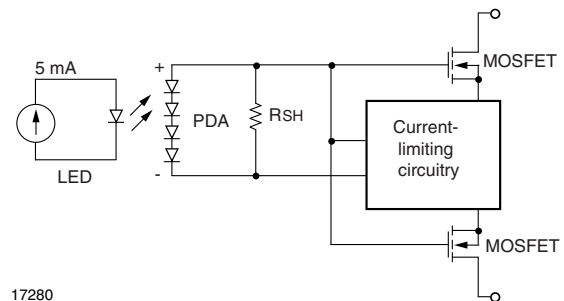 5 mA
+
MOSFET
PDA
RSH
Current-
limiting
circuitry
-
LED
MOSFET
17280